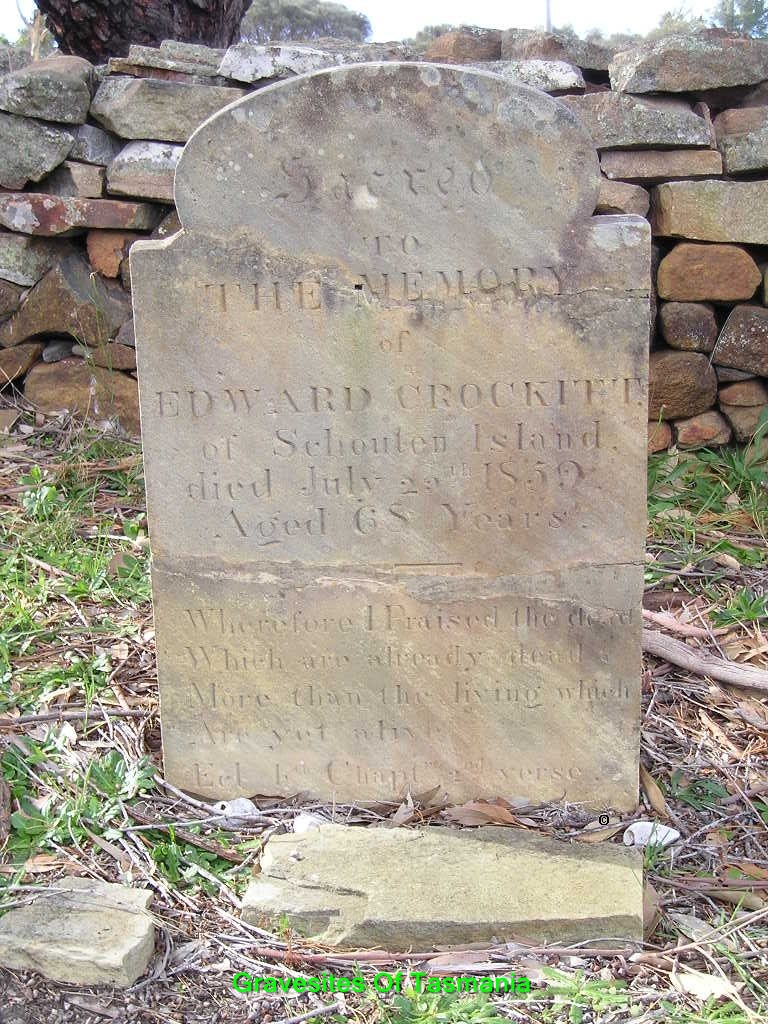 Sacred
TO
THE MEMORY
of
EDWARD CROCKITT.
of Schouten Island.
died July 29th 1859.
Aged 68 Years.
Wherefore I Praised the dead
Which are already dead
More than the living which
Are yet alive
Ecl 4th Chaptr 2nd verse.
©
Gravesites Of Tasmania